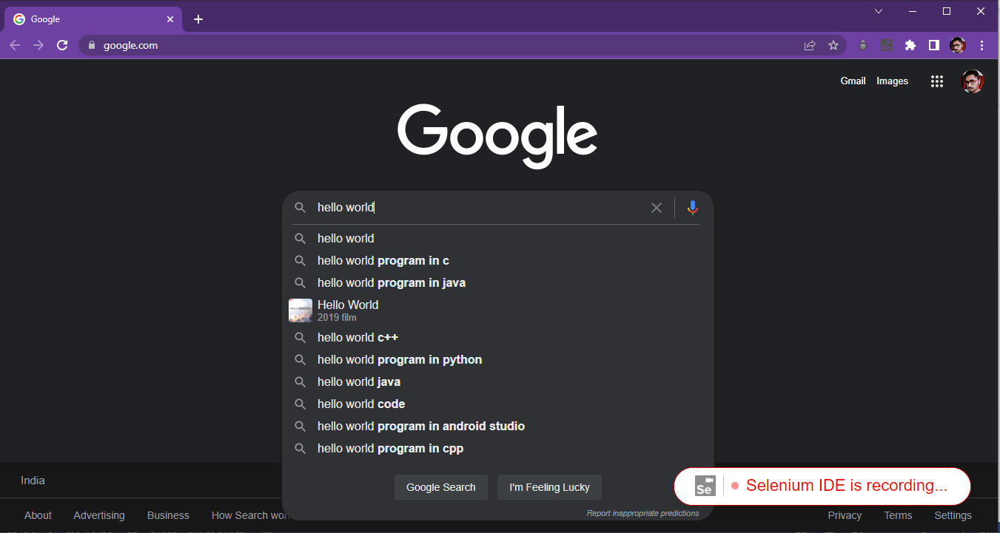 Google
google.com
Gmail Images
Google
hello world
hello world
hello world program in c
hello world program in java
Hello World
2019 film
hello world c++
hello world program in python
hello world java
hello world code
hello world program in android studio
hello world program in cpp
Google Search I'm Feeling Lucky
Report inappropriate predictions
India
Se Selenium IDE is recording...
About Advertising Business How Search Privacy Terms Settings